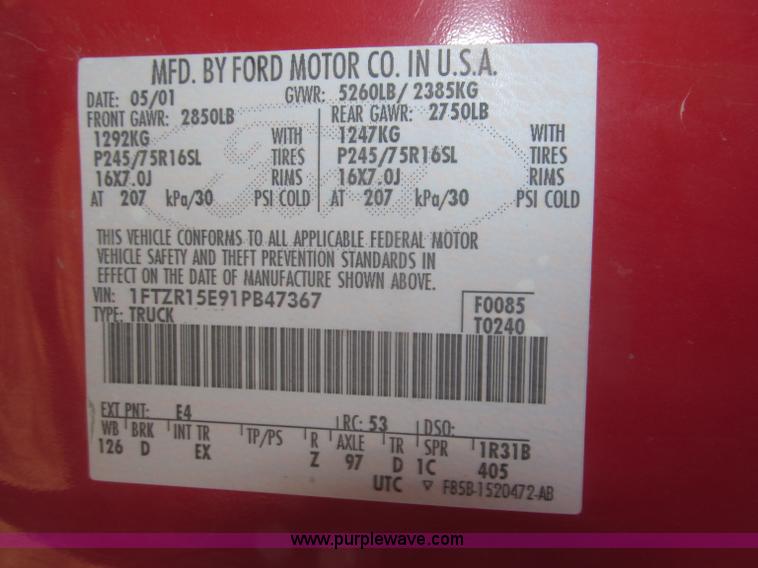 MFD. BY FORD MOTOR CO. IN U.S.A.
DATE: 05/01 GVWR: 5260LB/ 2385KG
FRONT GAWR: 2850LB REAR GAWR: 2750LB
1292KG WITH 1247KG WITH
P245/75R16SL TIRES P245/75R16SL TIRES
16X7.0J RIMS 16X7.0J RIMS
AT 207 kPa/30 PSI COLD AT 207 kPa/30 PSI COLD
THIS VEHICLE CONFORMS TO ALL APPLICABLE FEDERAL MOTOR
VEHICLE SAFETY AND THEFT PREVENTION STANDARDS IN
EFFECT ON THE DATE OF MANUFACTURE SHOWN ABOVE.
VIN: 1FTZR15E91PB47367 F0085
TYPE: TRUCK T0240
EXT PNT: E4 RC: 53 DSO:
WB BRK INT TR TP/PS R AXLE TR SPR 1R31B
126 D EX Z 97 D 1C 405
UTC ▽ F85B-1520472-AB
www.purplewave.com